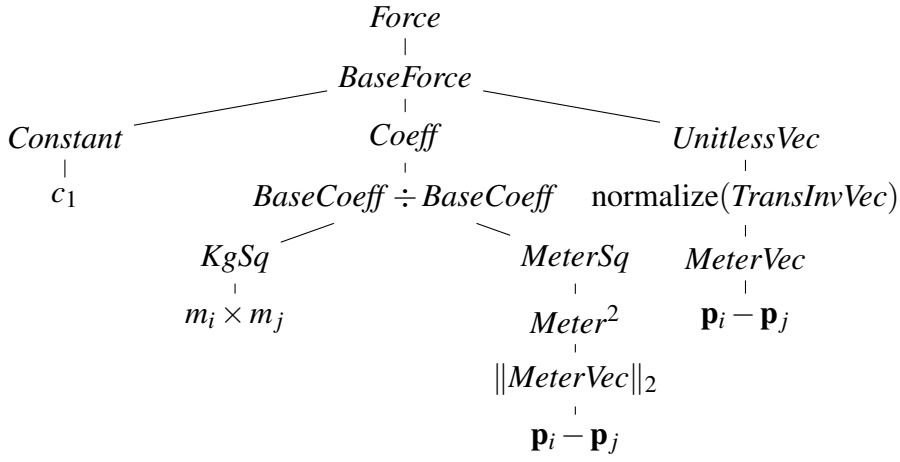 Force
BaseForce
Constant Coeff UnitlessVec
c₁ BaseCoeff ÷ BaseCoeff normalize(TransInvVec)
KgSq MeterSq MeterVec
mᵢ × mⱼ Meter² 𝐩ᵢ − 𝐩ⱼ
‖MeterVec‖₂
𝐩ᵢ − 𝐩ⱼ